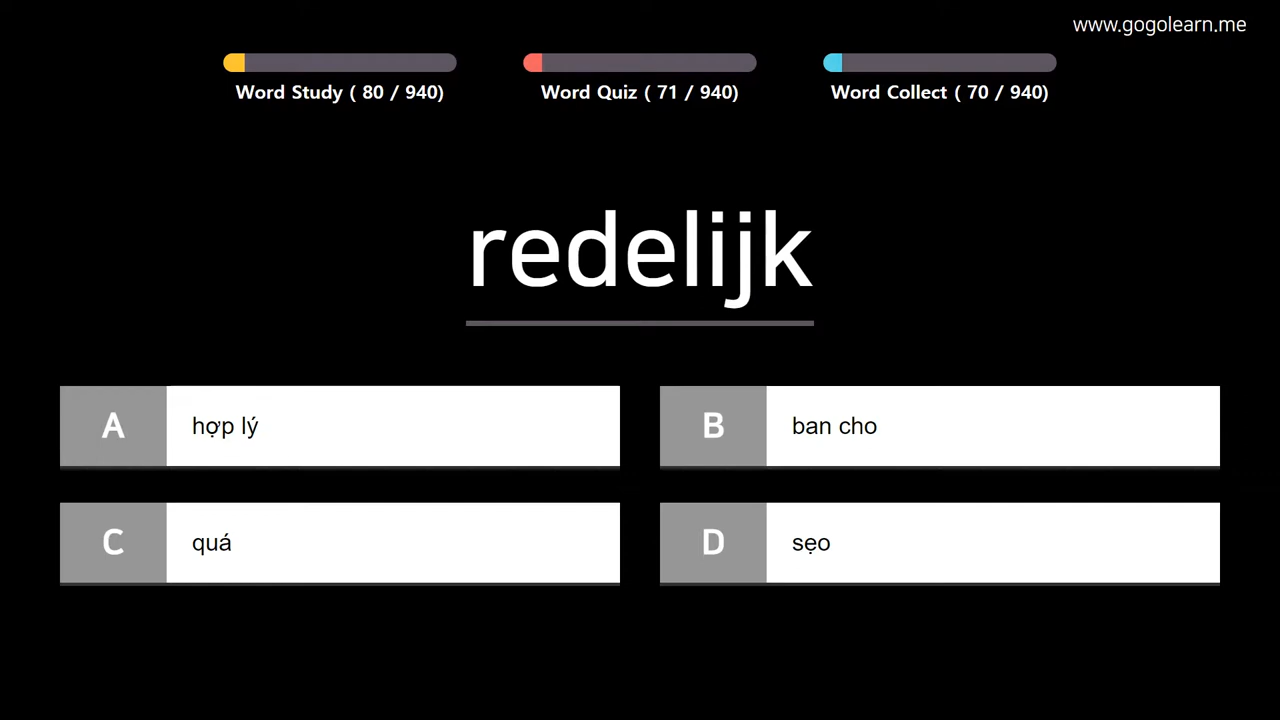 www.gogolearn.me
Word Study ( 80 / 940)
Word Quiz ( 71 / 940)
Word Collect ( 70 / 940)
redelijk
A hợp lý
B ban cho
C quá
D sẹo